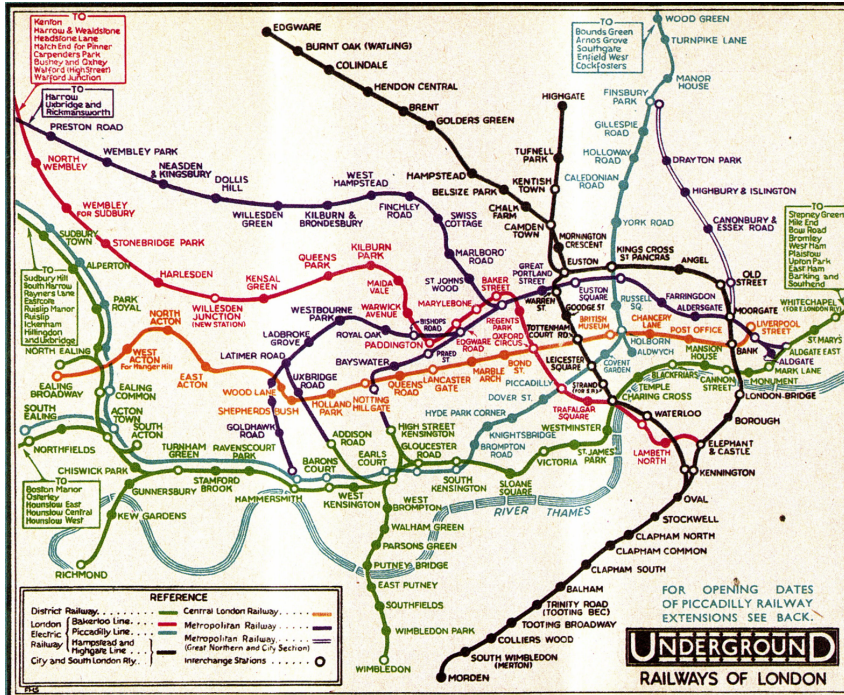 TO
Kenton
Harrow & Wealdstone
Headstone Lane
Hatch End for Pinner
Carpenders Park
Bushey and Oxhey
Watford (High Street)
Watford Junction
TO
Harrow
Uxbridge and
Rickmansworth
PRESTON ROAD
WEMBLEY PARK
NEASDEN
& KINGSBURY
DOLLIS
HILL
WILLESDEN
GREEN
KILBURN &
BRONDESBURY
WEST
HAMPSTEAD
FINCHLEY
ROAD
SWISS
COTTAGE
MARLBORO'
ROAD
ST JOHNS
WOOD
EDGWARE
BURNT OAK (WATLING)
COLINDALE
HENDON CENTRAL
BRENT
GOLDERS GREEN
HAMPSTEAD
BELSIZE PARK
CHALK
FARM
CAMDEN
TOWN
HIGHGATE
TUFNELL
PARK
KENTISH
TOWN
MORNINGTON
CRESCENT
EUSTON
TO
Bounds Green
Arnos Grove
Southgate
Enfield West
Cockfosters
WOOD GREEN
TURNPIKE LANE
MANOR
HOUSE
FINSBURY
PARK
GILLESPIE
ROAD
HOLLOWAY
ROAD
CALEDONIAN
ROAD
YORK ROAD
KINGS CROSS
ST PANCRAS
DRAYTON PARK
HIGHBURY & ISLINGTON
CANONBURY &
ESSEX ROAD
ANGEL
OLD
STREET
TO
Stepney Green
Mile End
Bow Road
Bromley
West Ham
Plaistow
Upton Park
East Ham
Barking and
Southend
WHITECHAPEL
(FOR E. LONDON RLY)
ST MARYS
ALDGATE EAST
NORTH
WEMBLEY
WEMBLEY
FOR SUDBURY
STONEBRIDGE PARK
HARLESDEN
WILLESDEN
JUNCTION
(NEW STATION)
KENSAL
GREEN
QUEENS
PARK
KILBURN
PARK
MAIDA
VALE
WARWICK
AVENUE
PADDINGTON
EDGWARE
ROAD
MARYLEBONE
BAKER
STREET
REGENTS
PARK
OXFORD
CIRCUS
GREAT
PORTLAND
STREET
EUSTON
SQUARE
WARREN
ST.
GOODGE ST
TOTTENHAM
COURT RD
LEICESTER
SQUARE
STRAND
(FOR S.R.)
RUSSELL
SQ
BRITISH
MUSEUM
CHANCERY
LANE
HOLBORN
ALDWYCH
COVENT
GARDEN
POST OFFICE
FARRINGDON
ALDERSGATE
MOORGATE
LIVERPOOL
STREET
BANK
ALDGATE
MARK LANE
MONUMENT
CANNON
STREET
MANSION
HOUSE
BLACKFRIARS
TEMPLE
CHARING CROSS
LONDON-BRIDGE
BOROUGH
SUDBURY
TOWN
ALPERTON
PARK
ROYAL
TO
Sudbury Hill
South Harrow
Rayners Lane
Eastcote
Ruislip Manor
Ruislip
Ickenham
Hillingdon
and Uxbridge
NORTH EALING
EALING
BROADWAY
WEST
ACTON
For Hanger Hill
NORTH
ACTON
EAST
ACTON
WOOD LANE
SHEPHERDS BUSH
HOLLAND
PARK
NOTTING
HILL GATE
QUEENS
ROAD
LANCASTER
GATE
MARBLE
ARCH
BOND
ST.
LADBROKE
GROVE
LATIMER ROAD
WESTBOURNE
PARK
ROYAL OAK
BISHOPS
ROAD
PRAED
ST
BAYSWATER
UXBRIDGE
ROAD
ADDISON
ROAD
GOLDHAWK
ROAD
EALING
COMMON
SOUTH
EALING
ACTON
TOWN
SOUTH
ACTON
NORTHFIELDS
TO
Boston Manor
Osterley
Hounslow East
Hounslow Central
Hounslow West
CHISWICK PARK
TURNHAM
GREEN
STAMFORD
BROOK
RAVENSCOURT
PARK
HAMMERSMITH
BARONS
COURT
WEST
KENSINGTON
EARLS
COURT
HIGH STREET
KENSINGTON
GLOUCESTER
ROAD
SOUTH
KENSINGTON
SLOANE
SQUARE
VICTORIA
ST JAMES
PARK
WESTMINSTER
PICCADILLY
DOVER ST.
HYDE PARK CORNER
KNIGHTSBRIDGE
BROMPTON
ROAD
TRAFALGAR
SQUARE
WATERLOO
LAMBETH
NORTH
ELEPHANT
& CASTLE
KENNINGTON
OVAL
STOCKWELL
CLAPHAM NORTH
CLAPHAM COMMON
CLAPHAM SOUTH
BALHAM
TRINITY ROAD
(TOOTING BEC)
TOOTING BROADWAY
COLLIERS WOOD
SOUTH WIMBLEDON
(MERTON)
MORDEN
GUNNERSBURY
KEW GARDENS
RICHMOND
WEST
BROMPTON
WALHAM GREEN
PARSONS GREEN
PUTNEY BRIDGE
EAST PUTNEY
SOUTHFIELDS
WIMBLEDON PARK
WIMBLEDON
RIVER THAMES
REFERENCE
District Railway
London Electric Railway
Bakerloo Line
Piccadilly Line
Hampstead and
Highgate Line
City and South London Rly.
Central London Railway
Metropolitan Railway
Metropolitan Railway
(Great Northern and City Section)
Interchange Stations
FOR OPENING DATES
OF PICCADILLY RAILWAY
EXTENSIONS SEE BACK.
UNDERGROUND
RAILWAYS OF LONDON